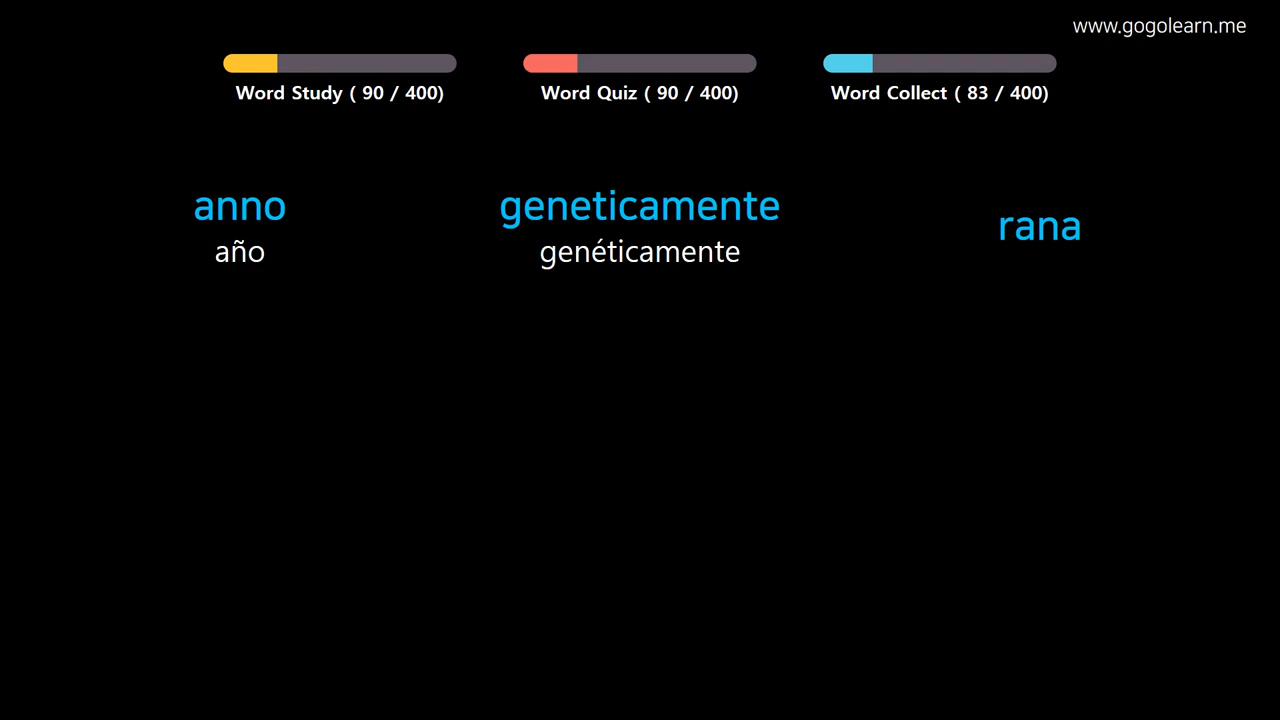 www.gogolearn.me
Word Study ( 90 / 400)
Word Quiz ( 90 / 400)
Word Collect ( 83 / 400)
anno
año
geneticamente
genéticamente
rana